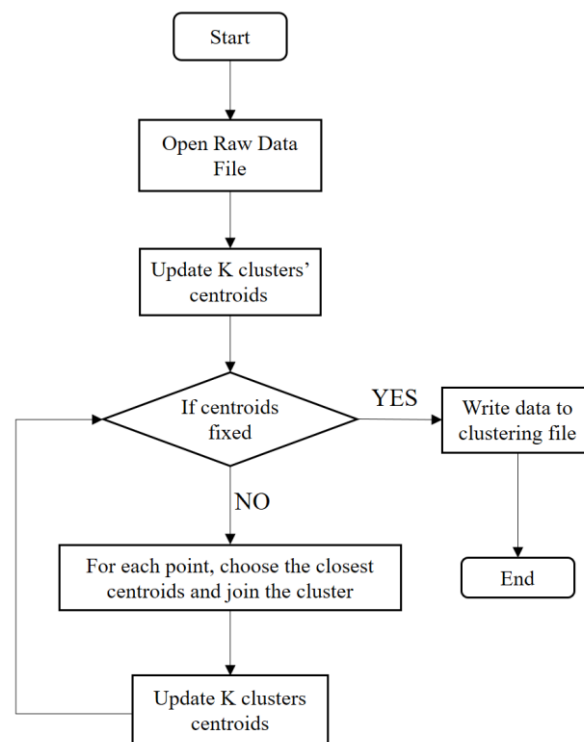 Start
Open Raw Data
File
Update K clusters’
centroids
If centroids
fixed
YES
Write data to
clustering file
NO
For each point, choose the closest
centroids and join the cluster
End
Update K clusters
centroids